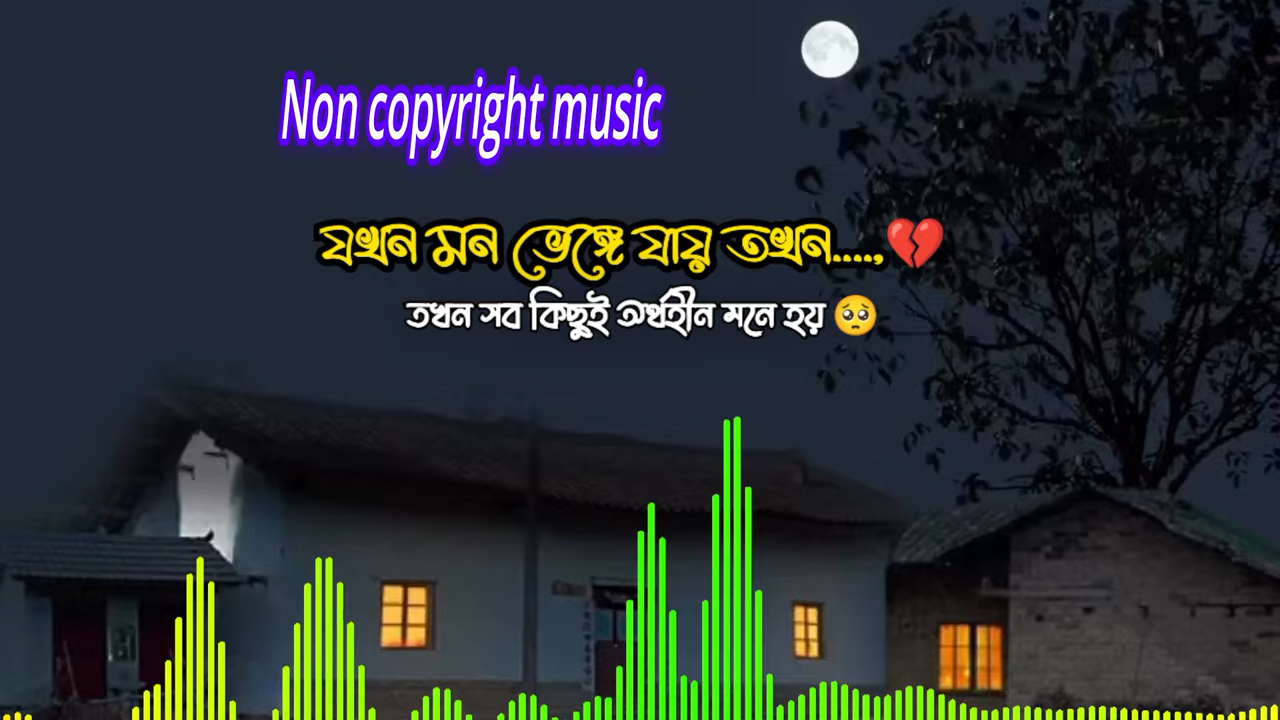 Non copyright music
যখন মন ভেঙ্গে যায় তখন....,💔
তখন সব কিছুই অর্থহীন মনে হয় 🥺